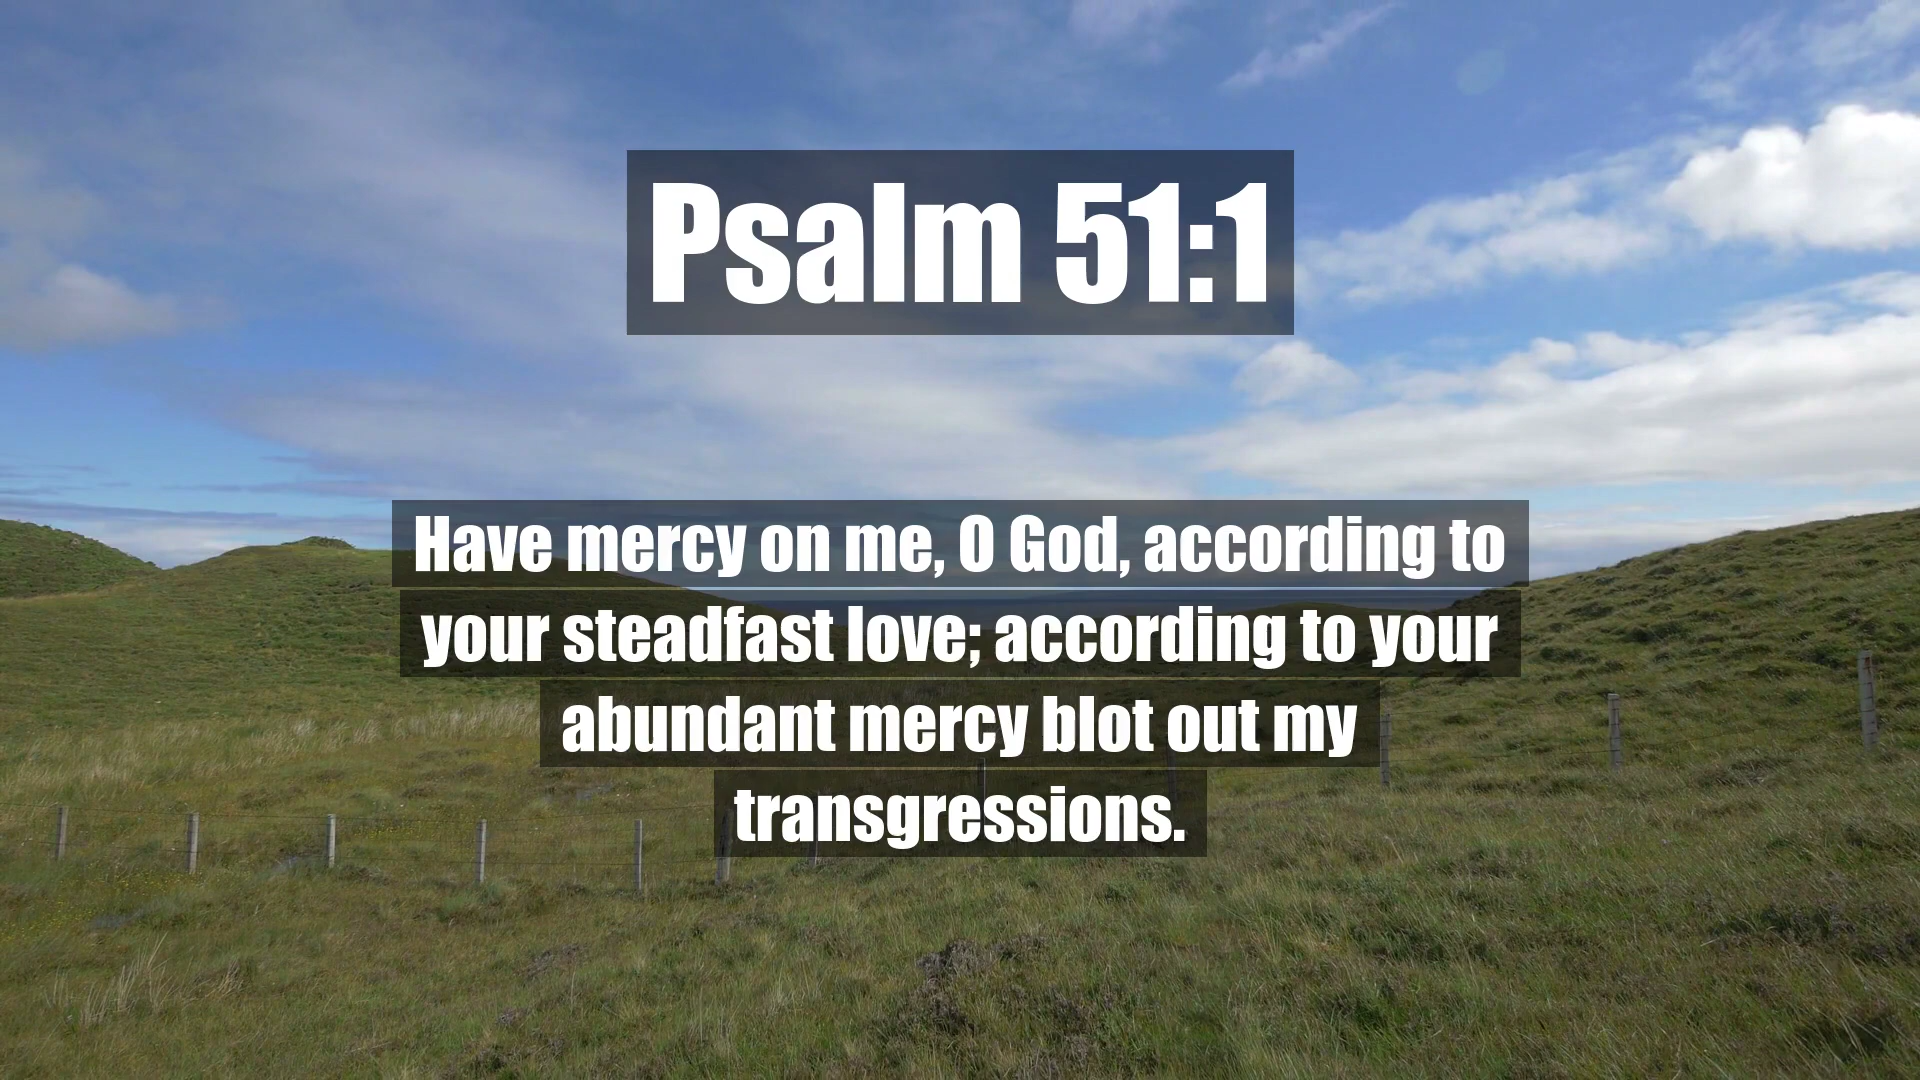 Psalm 51:1
Have mercy on me, O God, according to
your steadfast love; according to your
abundant mercy blot out my
transgressions.